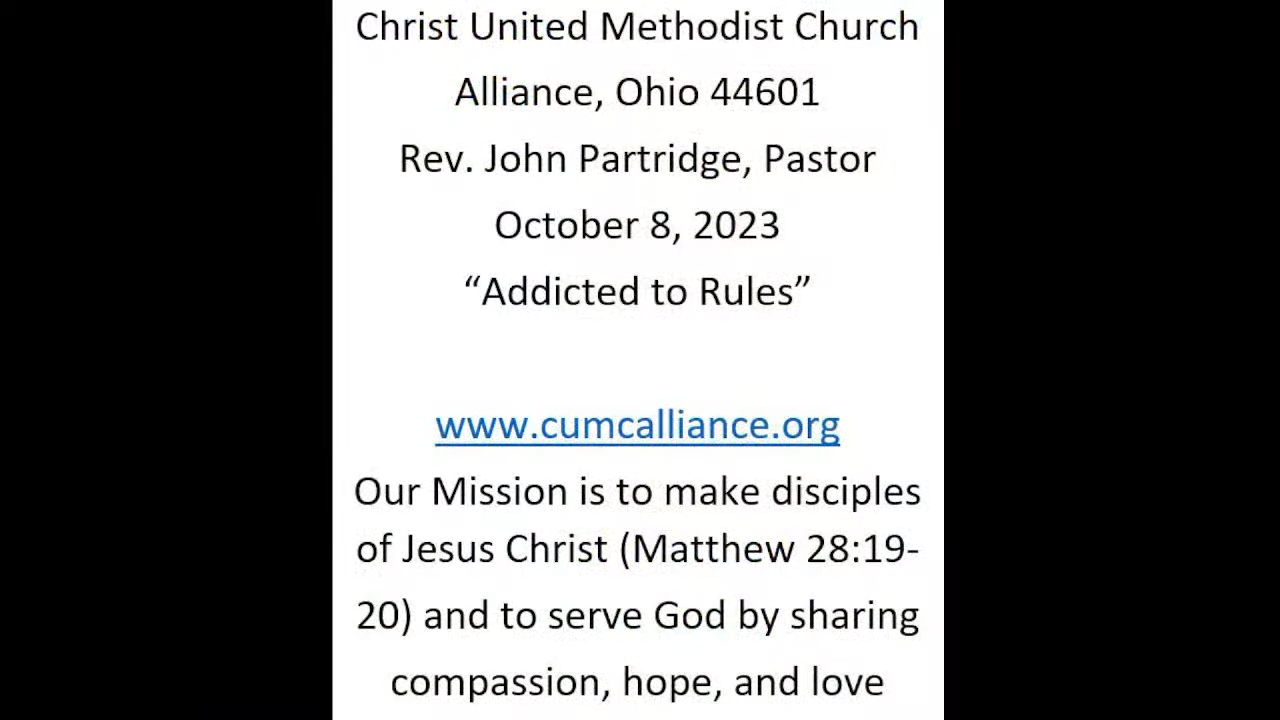 Christ United Methodist Church
Alliance, Ohio 44601
Rev. John Partridge, Pastor
October 8, 2023
“Addicted to Rules”
www.cumcalliance.org
Our Mission is to make disciples
of Jesus Christ (Matthew 28:19-
20) and to serve God by sharing
compassion, hope, and love